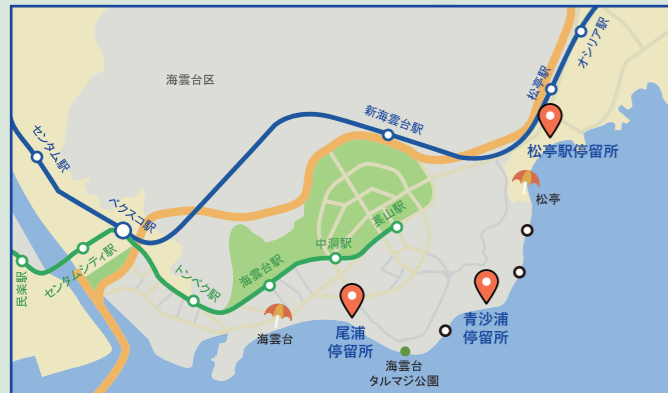 海雲台区
オシリア駅
松亭駅
新海雲台駅
センタム駅
松亭駅停留所
松亭
ベクスコ駅
萇山駅
中洞駅
海雲台駅
センタムシティ駅
民楽駅
トンベク駅
海雲台
尾浦
停留所
青沙浦
停留所
海雲台
タルマジ公園